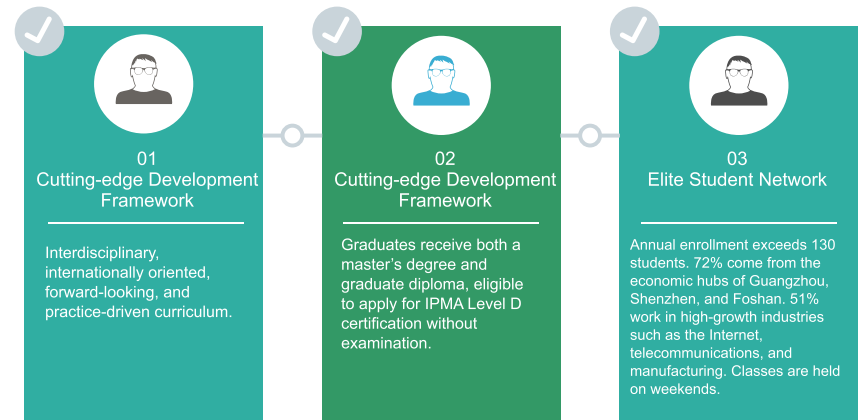 01
Cutting-edge Development
Framework
Interdisciplinary,
internationally oriented,
forward-looking, and
practice-driven curriculum.
02
Cutting-edge Development
Framework
Graduates receive both a
master’s degree and
graduate diploma, eligible
to apply for IPMA Level D
certification without
examination.
03
Elite Student Network
Annual enrollment exceeds 130
students. 72% come from the
economic hubs of Guangzhou,
Shenzhen, and Foshan. 51%
work in high-growth industries
such as the Internet,
telecommunications, and
manufacturing. Classes are held
on weekends.